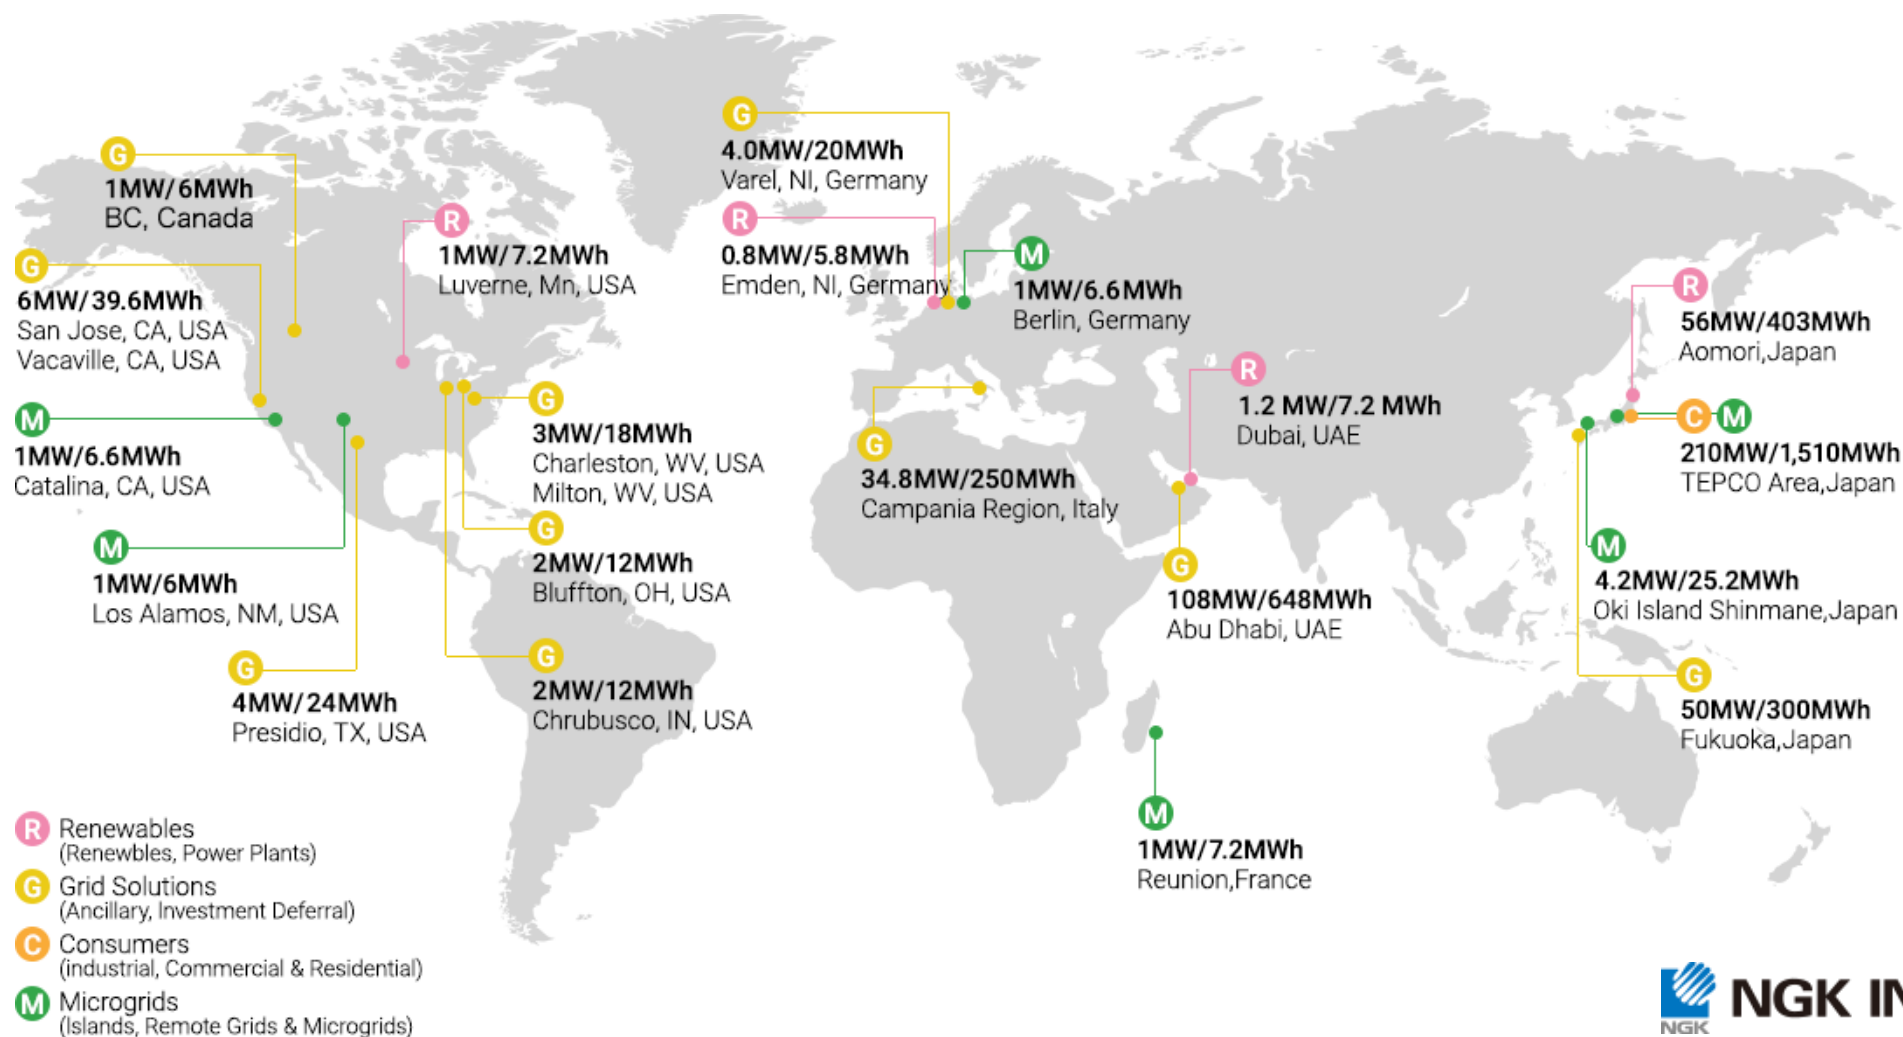 G
1MW/6MWh
BC, Canada
G
6MW/39.6MWh
San Jose, CA, USA
Vacaville, CA, USA
M
1MW/6.6MWh
Catalina, CA, USA
M
1MW/6MWh
Los Alamos, NM, USA
G
4MW/24MWh
Presidio, TX, USA
R
1MW/7.2MWh
Luverne, Mn, USA
G
3MW/18MWh
Charleston, WV, USA
Milton, WV, USA
G
2MW/12MWh
Bluffton, OH, USA
G
2MW/12MWh
Chrubusco, IN, USA
G
4.0MW/20MWh
Varel, NI, Germany
R
0.8MW/5.8MWh
Emden, NI, Germany
M
1MW/6.6MWh
Berlin, Germany
G
34.8MW/250MWh
Campania Region, Italy
R
1.2 MW/7.2 MWh
Dubai, UAE
G
108MW/648MWh
Abu Dhabi, UAE
M
1MW/7.2MWh
Reunion,France
R
56MW/403MWh
Aomori,Japan
C M
210MW/1,510MWh
TEPCO Area,Japan
M
4.2MW/25.2MWh
Oki Island Shinmane,Japan
G
50MW/300MWh
Fukuoka,Japan
R Renewables
(Renewbles, Power Plants)
G Grid Solutions
(Ancillary, Investment Deferral)
C Consumers
(industrial, Commercial & Residential)
M Microgrids
(Islands, Remote Grids & Microgrids)
NGK
NGK IN